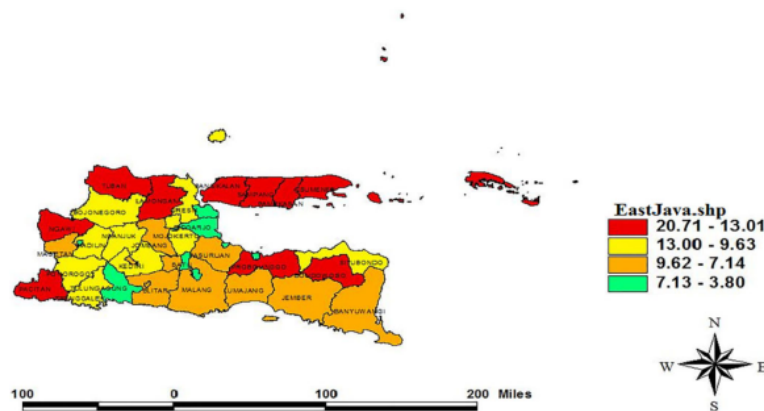 TUBAN
LAMONGAN
BANGKALAN
SAMPANG
SUMENEP
BOJONEGORO
GRESIK
NGAWI
NGANJUK
JOMBANG
MOJOKERTO
MADIUN
MAGETAN
PASURUAN
PROBOLINGGO
SITUBONDO
BONDOWOSO
KEDIRI
PONOROGO
PACITAN
TRENGGALEK
TULUNGAGUNG
BLITAR
MALANG
LUMAJANG
JEMBER
BANYUWANGI
EastJava.shp
20.71 - 13.01
13.00 - 9.63
9.62 - 7.14
7.13 - 3.80
N
W E
S
100 0 100 200 Miles